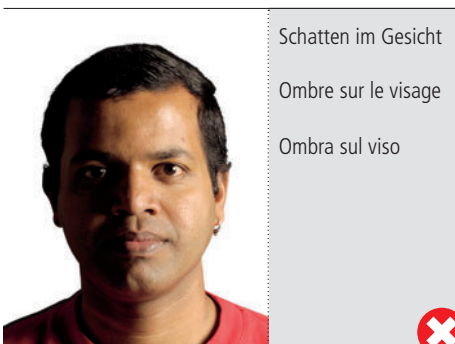 Schatten im Gesicht
Ombre sur le visage
Ombra sul viso